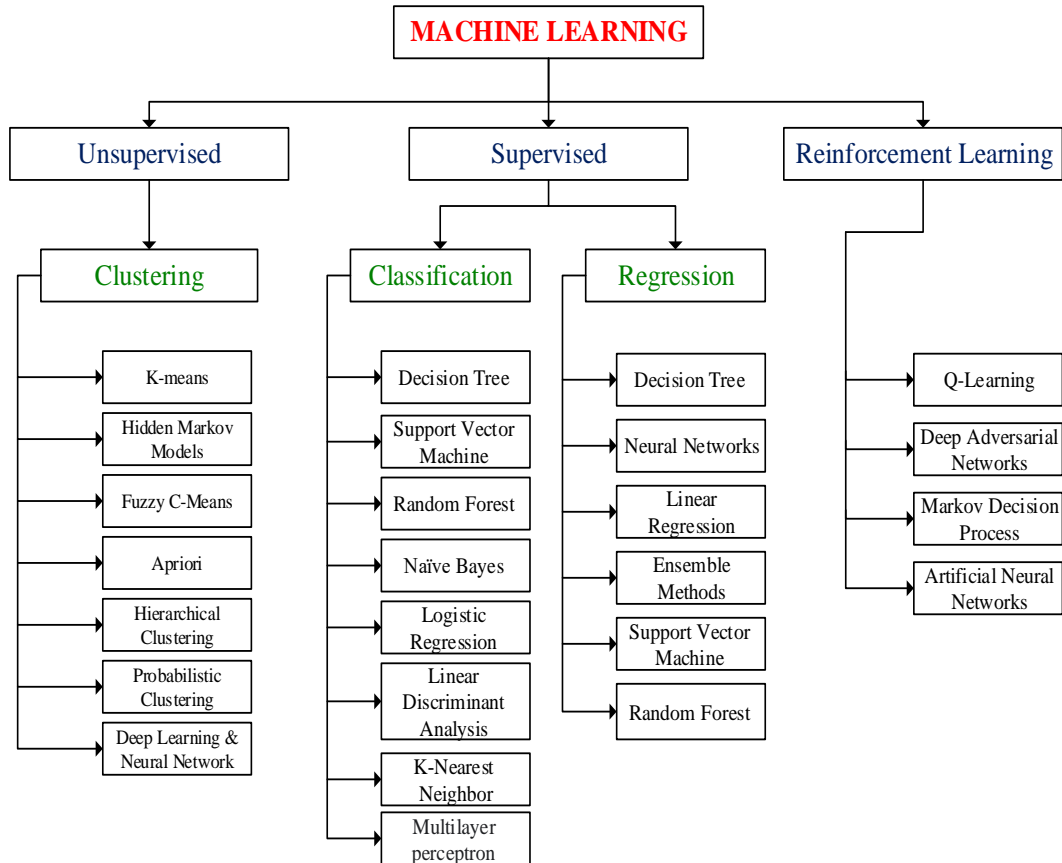 MACHINE LEARNING
Unsupervised
Supervised
Reinforcement Learning
Clustering
Classification
Regression
K-means
Hidden Markov
Models
Fuzzy C-Means
Apriori
Hierarchical
Clustering
Probabilistic
Clustering
Deep Learning &
Neural Network
Decision Tree
Support Vector
Machine
Random Forest
Naïve Bayes
Logistic
Regression
Linear
Discriminant
Analysis
K-Nearest
Neighbor
Multilayer
perceptron
Decision Tree
Neural Networks
Linear
Regression
Ensemble
Methods
Support Vector
Machine
Random Forest
Q-Learning
Deep Adversarial
Networks
Markov Decision
Process
Artificial Neural
Networks